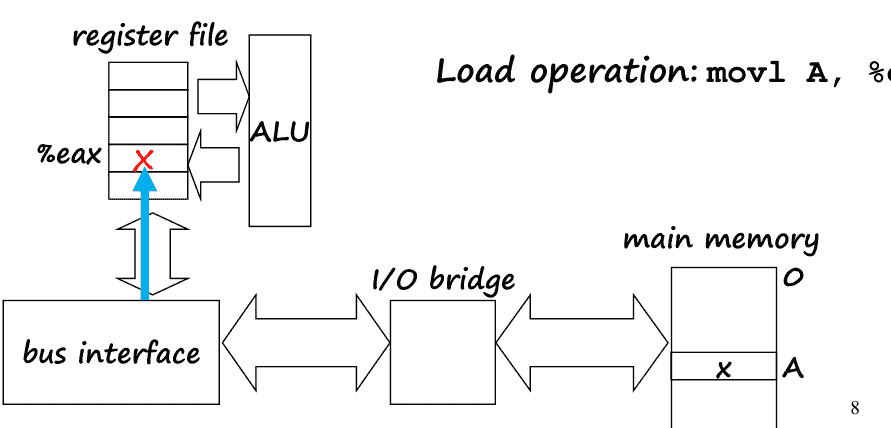 register file
Load operation: movl A, %
ALU
%eax
X
main memory
I/O bridge
0
bus interface
x
A
8